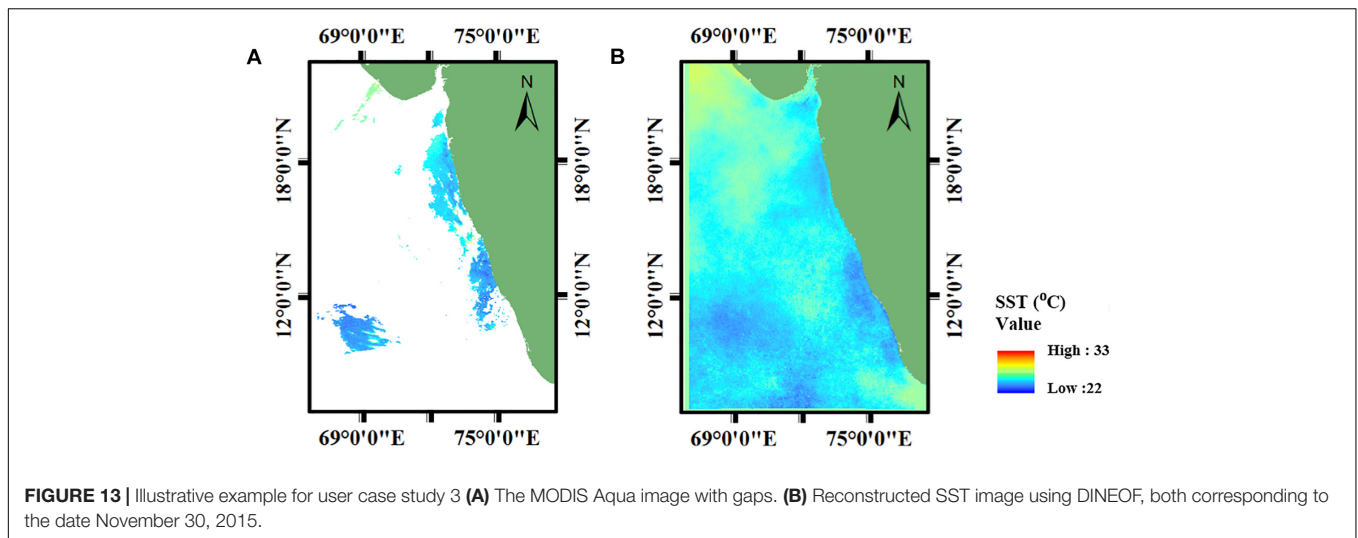 69°0'0"E 75°0'0"E
69°0'0"E 75°0'0"E
A
B
N
N
18°0'0"N
18°0'0"N
18°0'0"N
18°0'0"N
12°0'0"N
12°0'0"N
12°0'0"N
12°0'0"N
SST (⁰C)
Value
High : 33
Low :22
69°0'0"E 75°0'0"E
69°0'0"E 75°0'0"E
FIGURE 13 | Illustrative example for user case study 3 (A) The MODIS Aqua image with gaps. (B) Reconstructed SST image using DINEOF, both corresponding to
the date November 30, 2015.